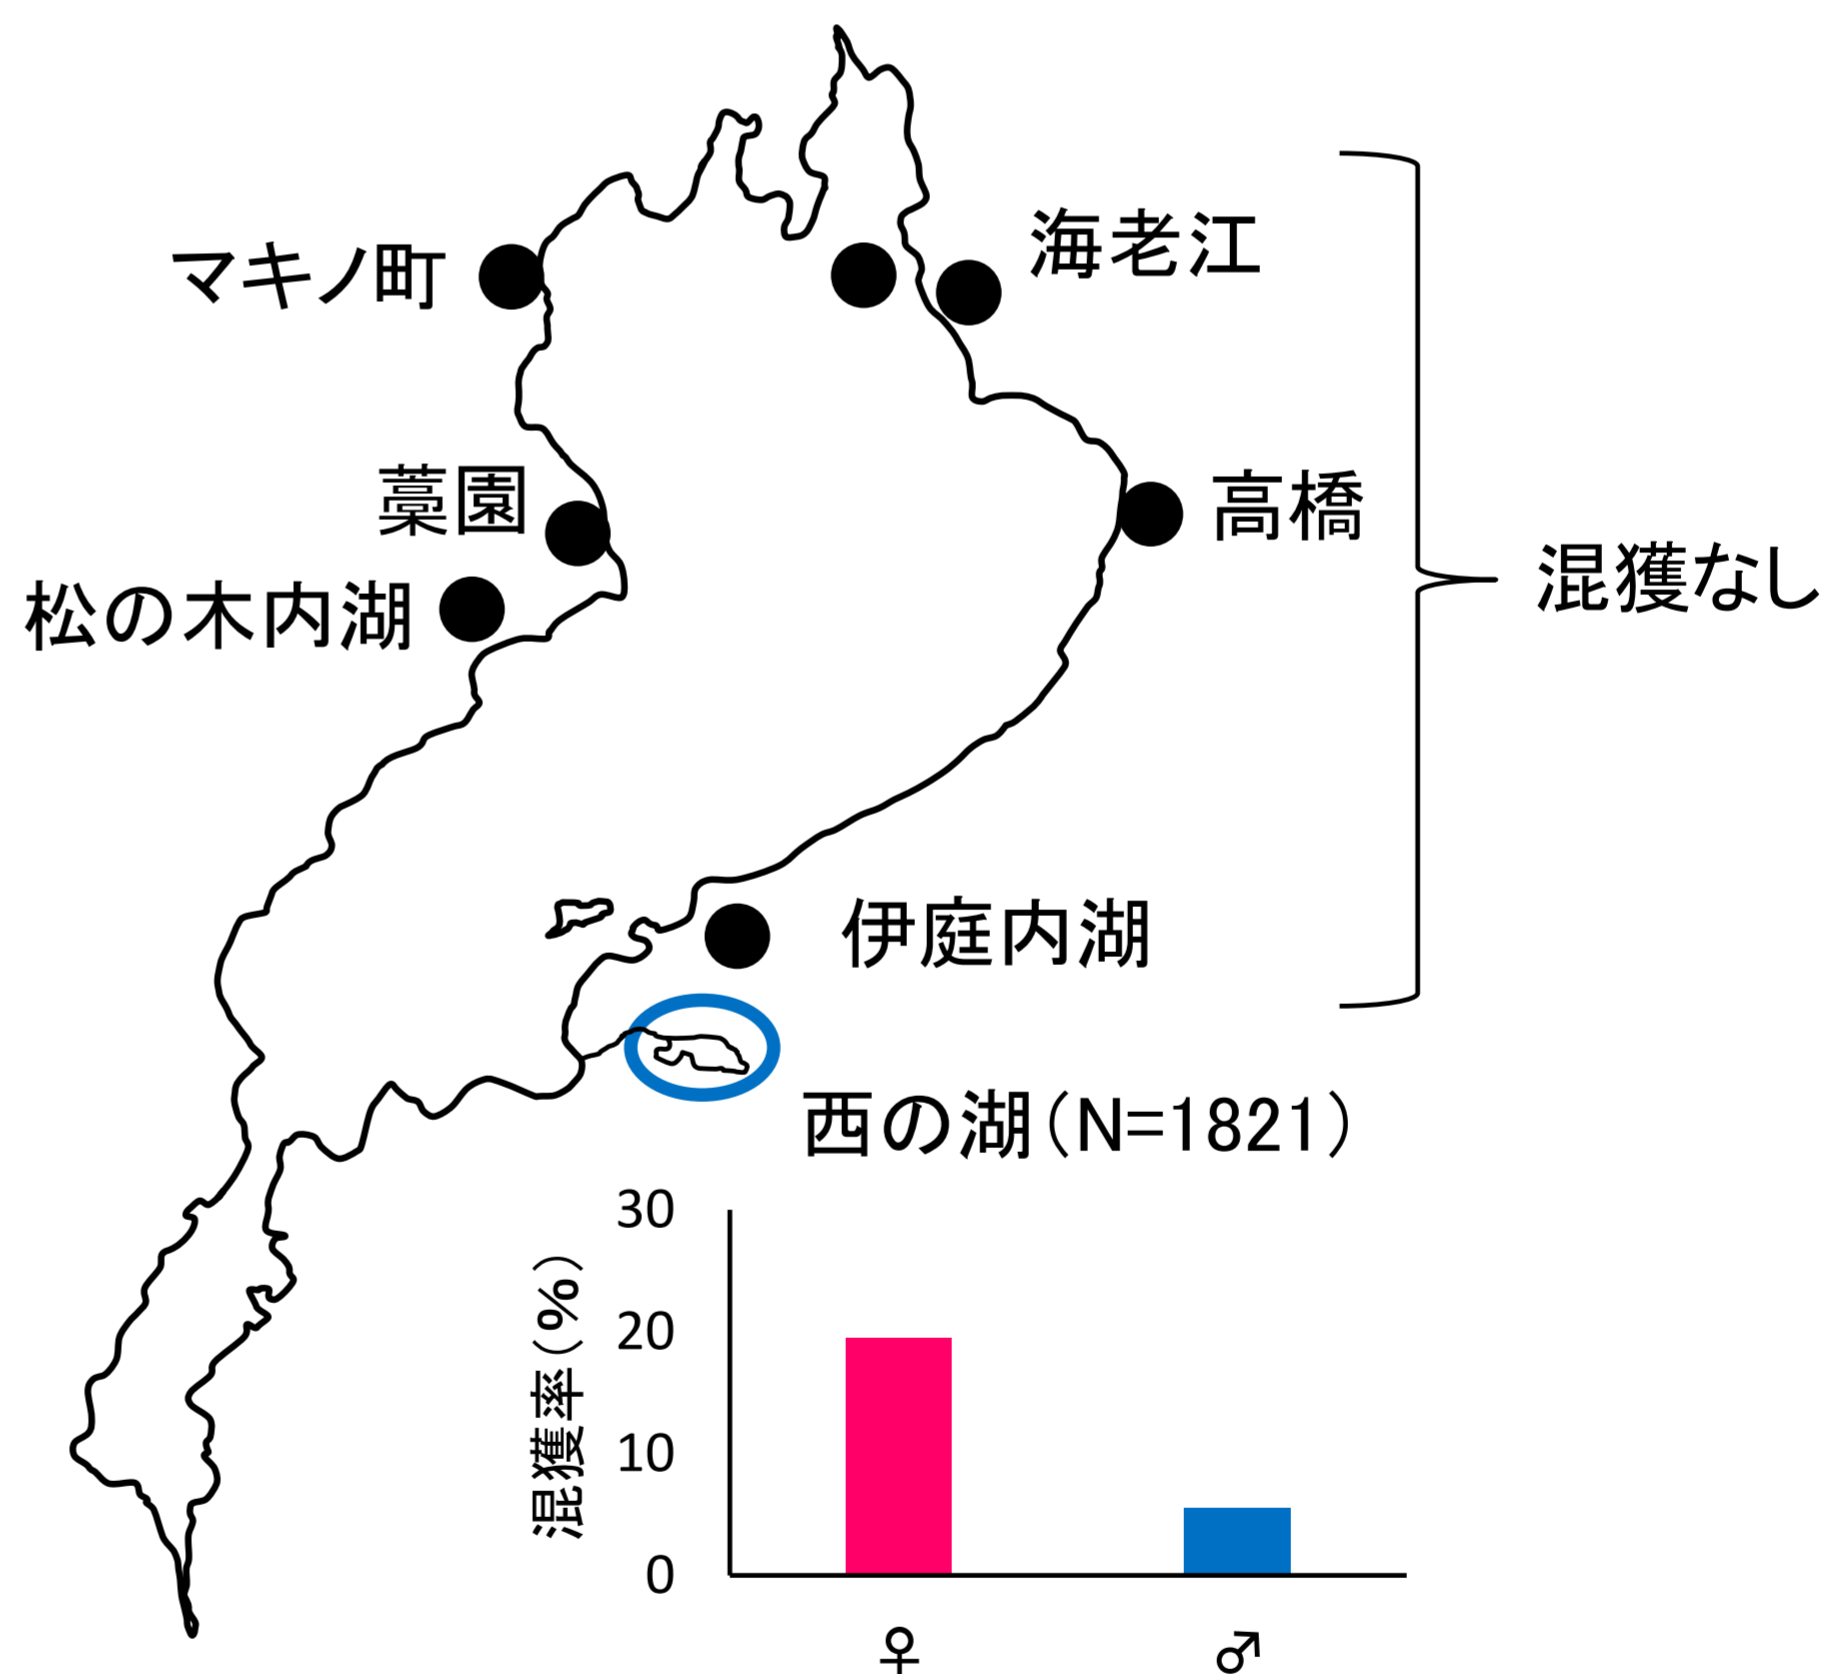 海老江
マキノ町
藁園
高橋
松の木内湖
混獲なし
伊庭内湖
西の湖(N=1821)
混獲率(%)
30
20
10
0
♀
♂